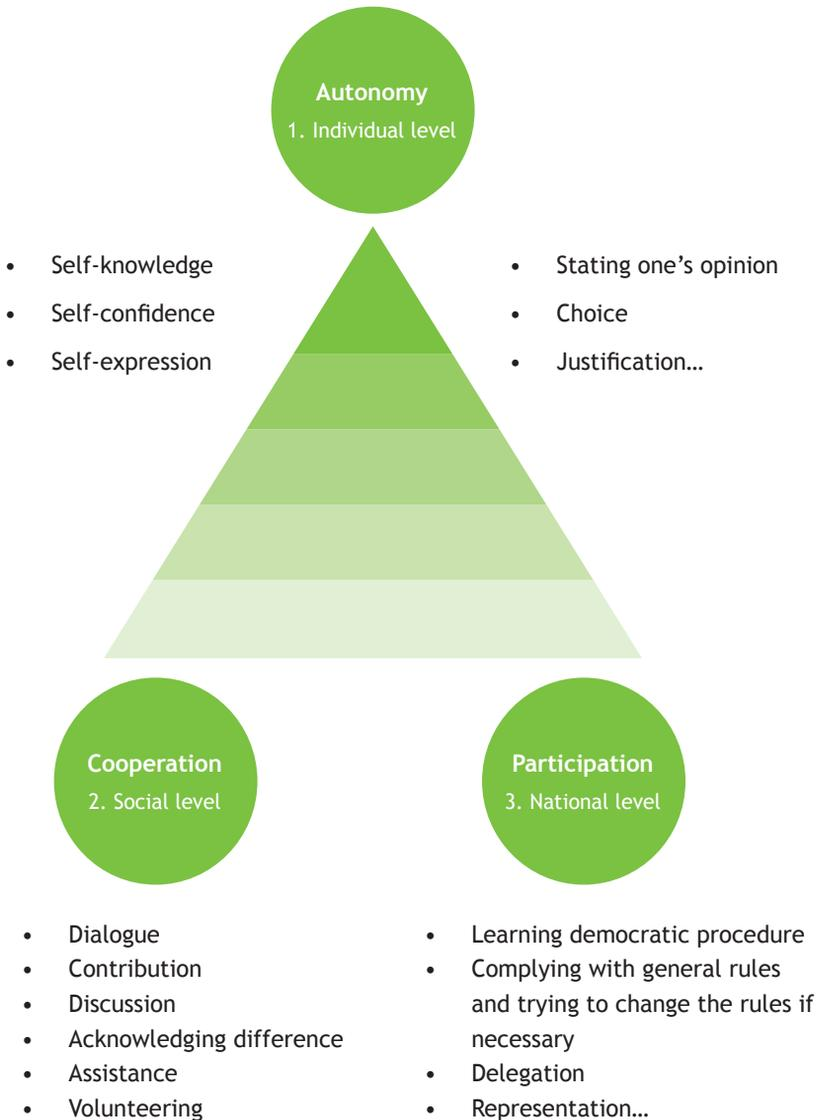 Autonomy
1. Individual level
• Self-knowledge
• Self-confidence
• Self-expression
• Stating one’s opinion
• Choice
• Justification…
Cooperation
2. Social level
Participation
3. National level
• Dialogue
• Contribution
• Discussion
• Acknowledging difference
• Assistance
• Volunteering
• Learning democratic procedure
• Complying with general rules
and trying to change the rules if
necessary
• Delegation
• Representation…